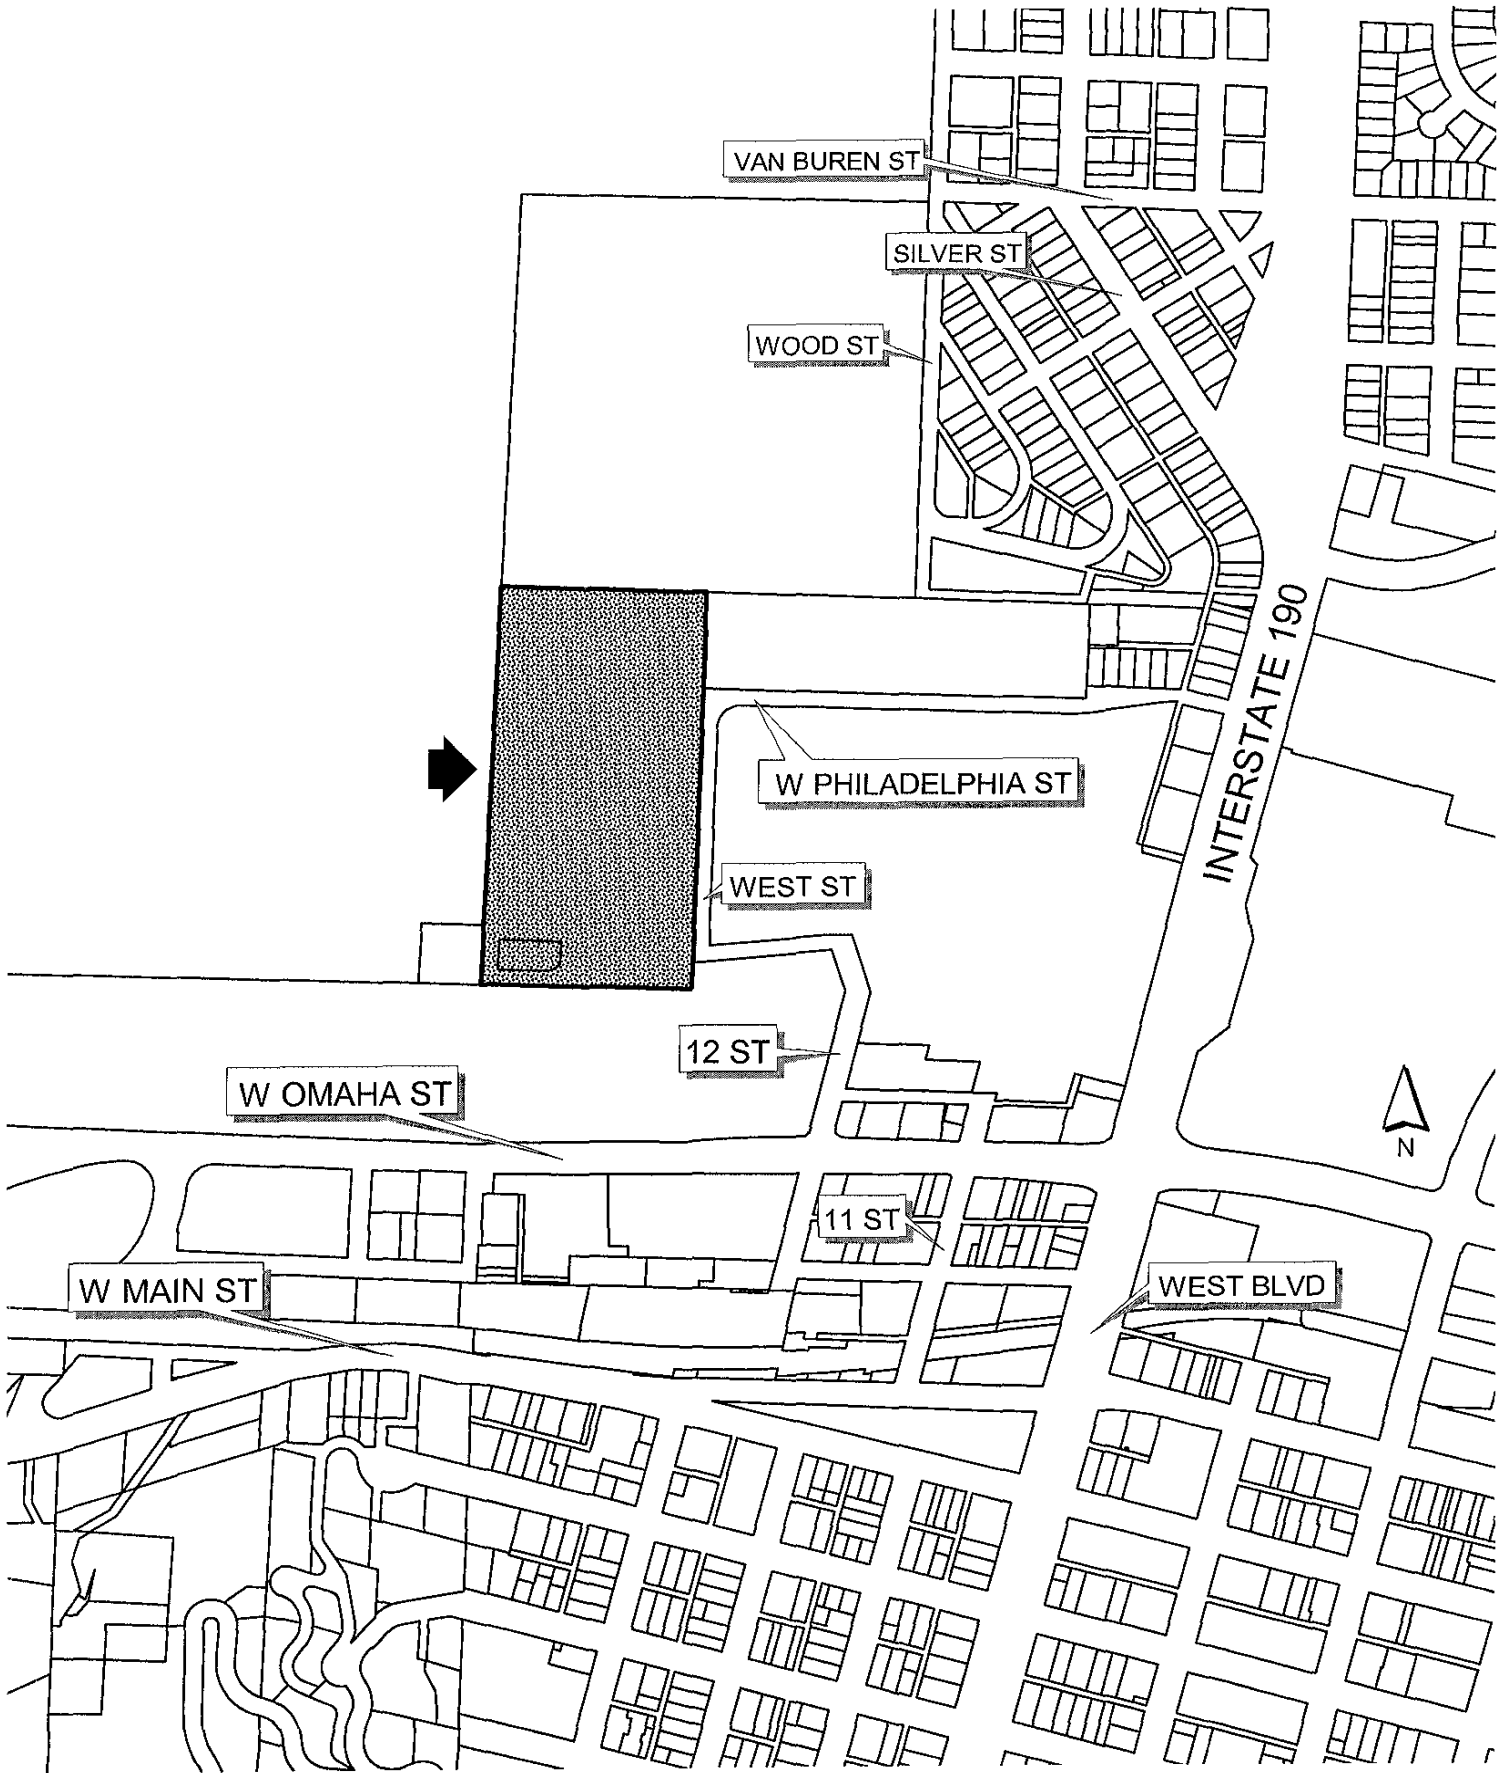 VAN BUREN ST
SILVER ST
WOOD ST
INTERSTATE 190
W PHILADELPHIA ST
WEST ST
12 ST
W OMAHA ST
N
11 ST
W MAIN ST
WEST BLVD